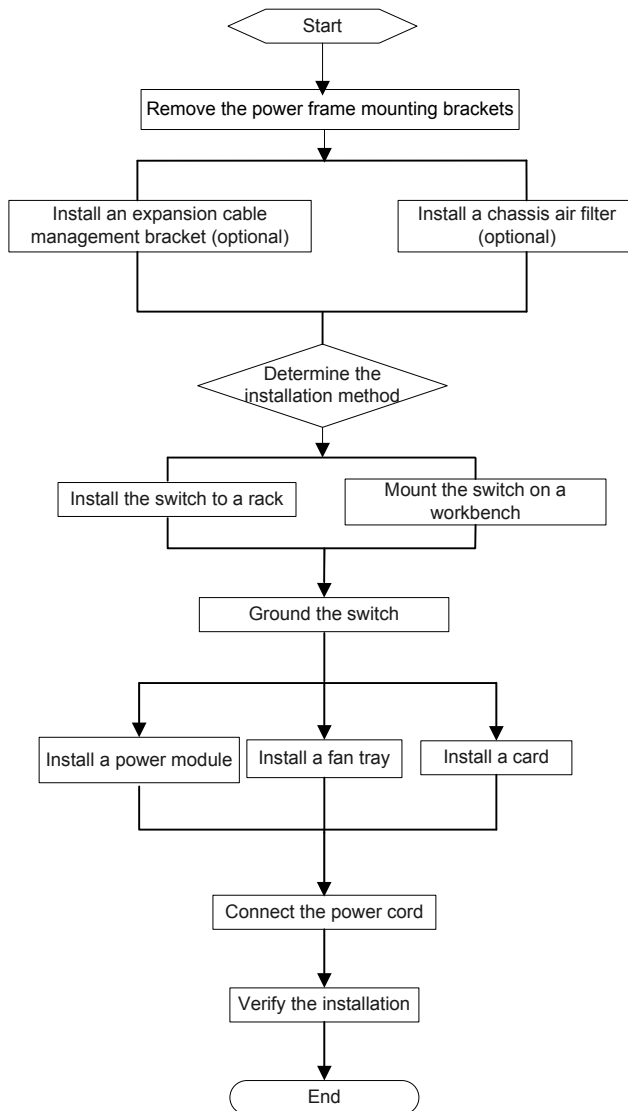 Start
Remove the power frame mounting brackets
Install an expansion cable
management bracket (optional)
Install a chassis air filter
(optional)
Determine the
installation method
Install the switch to a rack
Mount the switch on a
workbench
Ground the switch
Install a power module
Install a fan tray
Install a card
Connect the power cord
Verify the installation
End